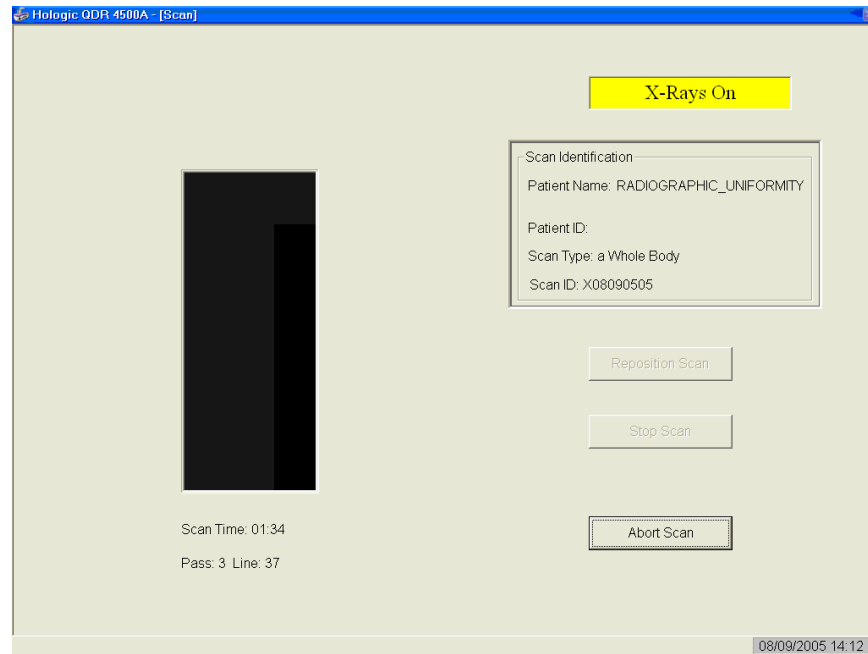 Hologic QDR 4500A - [Scan]
X-Rays On
Scan Identification
Patient Name: RADIOGRAPHIC_UNIFORMITY
Patient ID:
Scan Type: a Whole Body
Scan ID: X08090505
Reposition Scan
Stop Scan
Scan Time: 01:34
Abort Scan
Pass: 3 Line: 37
08/09/2005 14:12